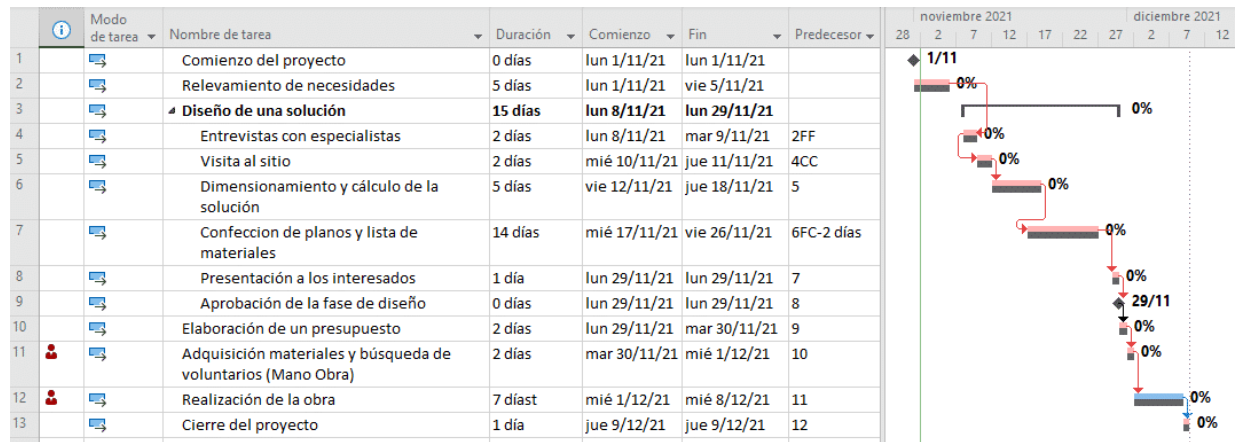 Modo de tarea Nombre de tarea Duración Comienzo Fin Predecesor
noviembre 2021 diciembre 2021
28 2 7 12 17 22 27 2 7 12
1 Comienzo del proyecto 0 días lun 1/11/21 lun 1/11/21 1/11
2 Relevamiento de necesidades 5 días lun 1/11/21 vie 5/11/21 0%
3 Diseño de una solución 15 días lun 8/11/21 lun 29/11/21 0%
4 Entrevistas con especialistas 2 días lun 8/11/21 mar 9/11/21 2FF 0%
5 Visita al sitio 2 días mié 10/11/21 jue 11/11/21 4CC 0%
6 Dimensionamiento y cálculo de la solución 5 días vie 12/11/21 jue 18/11/21 5 0%
7 Confeccion de planos y lista de materiales 14 días mié 17/11/21 vie 26/11/21 6FC-2 días 0%
8 Presentación a los interesados 1 día lun 29/11/21 lun 29/11/21 7 0%
9 Aprobación de la fase de diseño 0 días lun 29/11/21 lun 29/11/21 8 29/11
10 Elaboración de un presupuesto 2 días lun 29/11/21 mar 30/11/21 9 0%
11 Adquisición materiales y búsqueda de voluntarios (Mano Obra) 2 días mar 30/11/21 mié 1/12/21 10 0%
12 Realización de la obra 7 díast mié 1/12/21 mié 8/12/21 11 0%
13 Cierre del proyecto 1 día jue 9/12/21 jue 9/12/21 12 0%